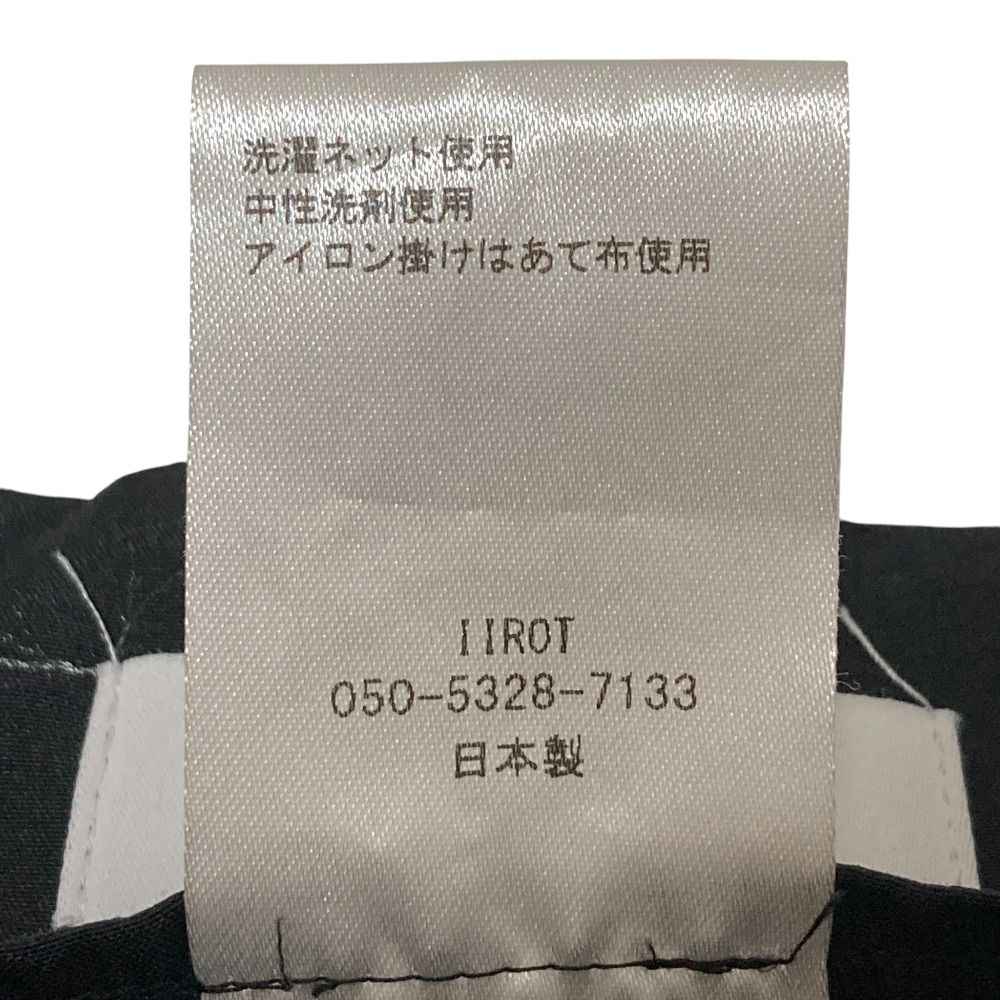 洗濯ネット使用
中性洗剤使用
アイロン掛けはあて布使用
IIROT
050-5328-7133
日本製